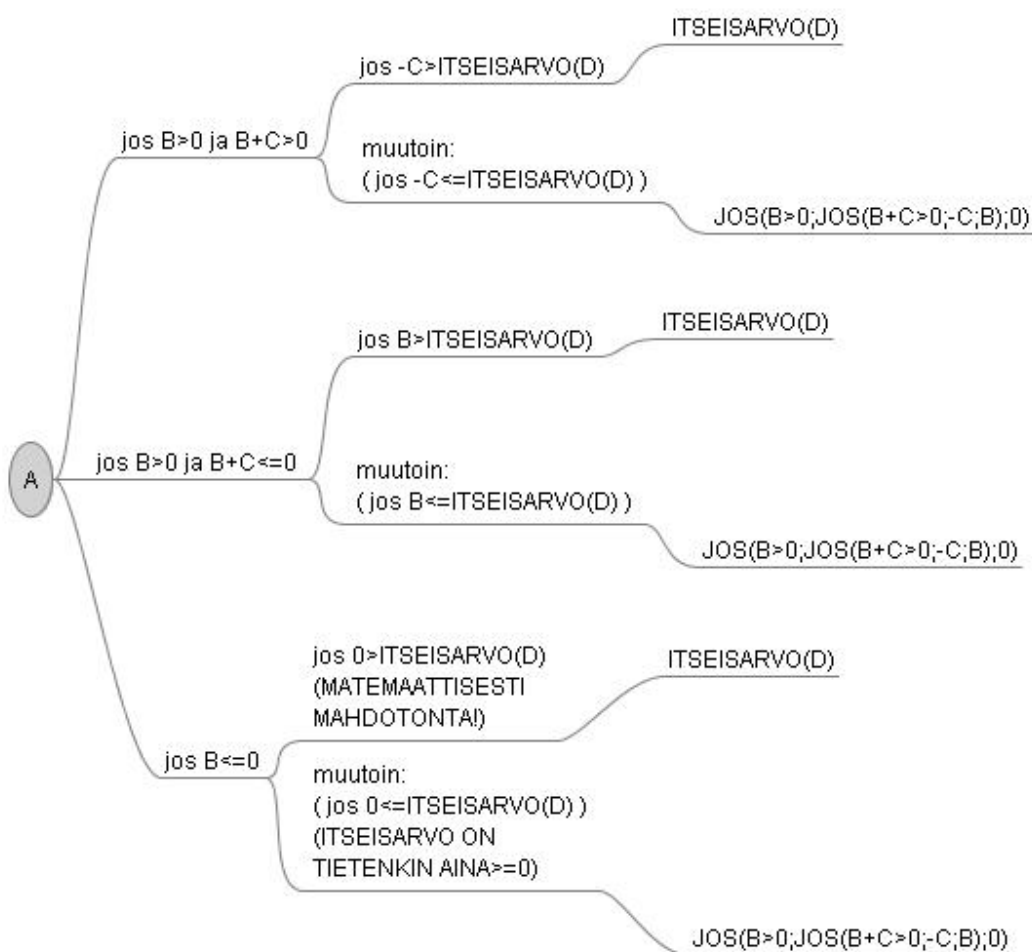 ITSEISARVO(D)
jos -C>ITSEISARVO(D)
jos B>0 ja B+C>0
muutoin:
( jos -C<=ITSEISARVO(D) )
JOS(B>0;JOS(B+C>0;-C;B);0)
ITSEISARVO(D)
jos B>ITSEISARVO(D)
A
jos B>0 ja B+C<=0
muutoin:
( jos B<=ITSEISARVO(D) )
JOS(B>0;JOS(B+C>0;-C;B);0)
jos 0>ITSEISARVO(D)
(MATEMAATTISESTI
MAHDOTONTA!)
ITSEISARVO(D)
jos B<=0
muutoin:
( jos 0<=ITSEISARVO(D) )
(ITSEISARVO ON
TIETENKIN AINA>=0)
JOS(B>0;JOS(B+C>0;-C;B);0)